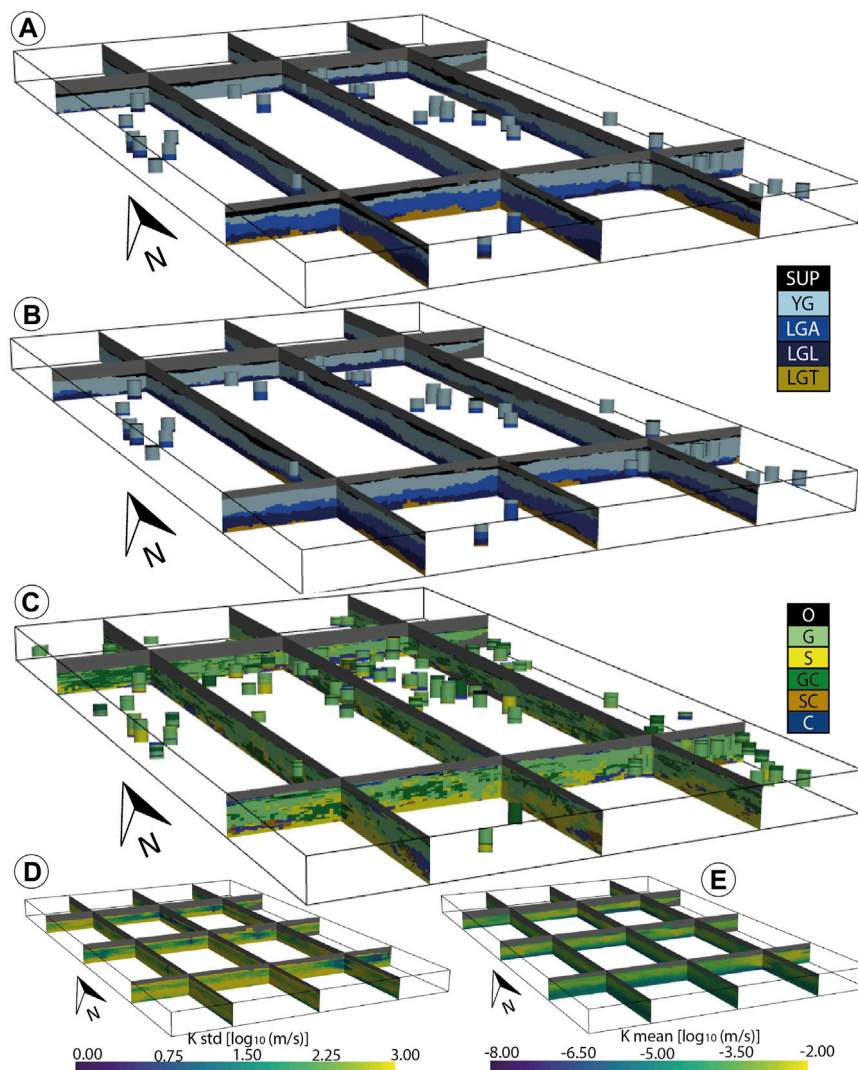 A
N
SUP
YG
LGA
LGL
LGT
B
N
C
O
G
S
GC
SC
C
N
D
E
N
N
K std [log10 (m/s)]
K mean [log10 (m/s)]
0.00 0.75 1.50 2.25 3.00
-8.00 -6.50 -5.00 -3.50 -2.00